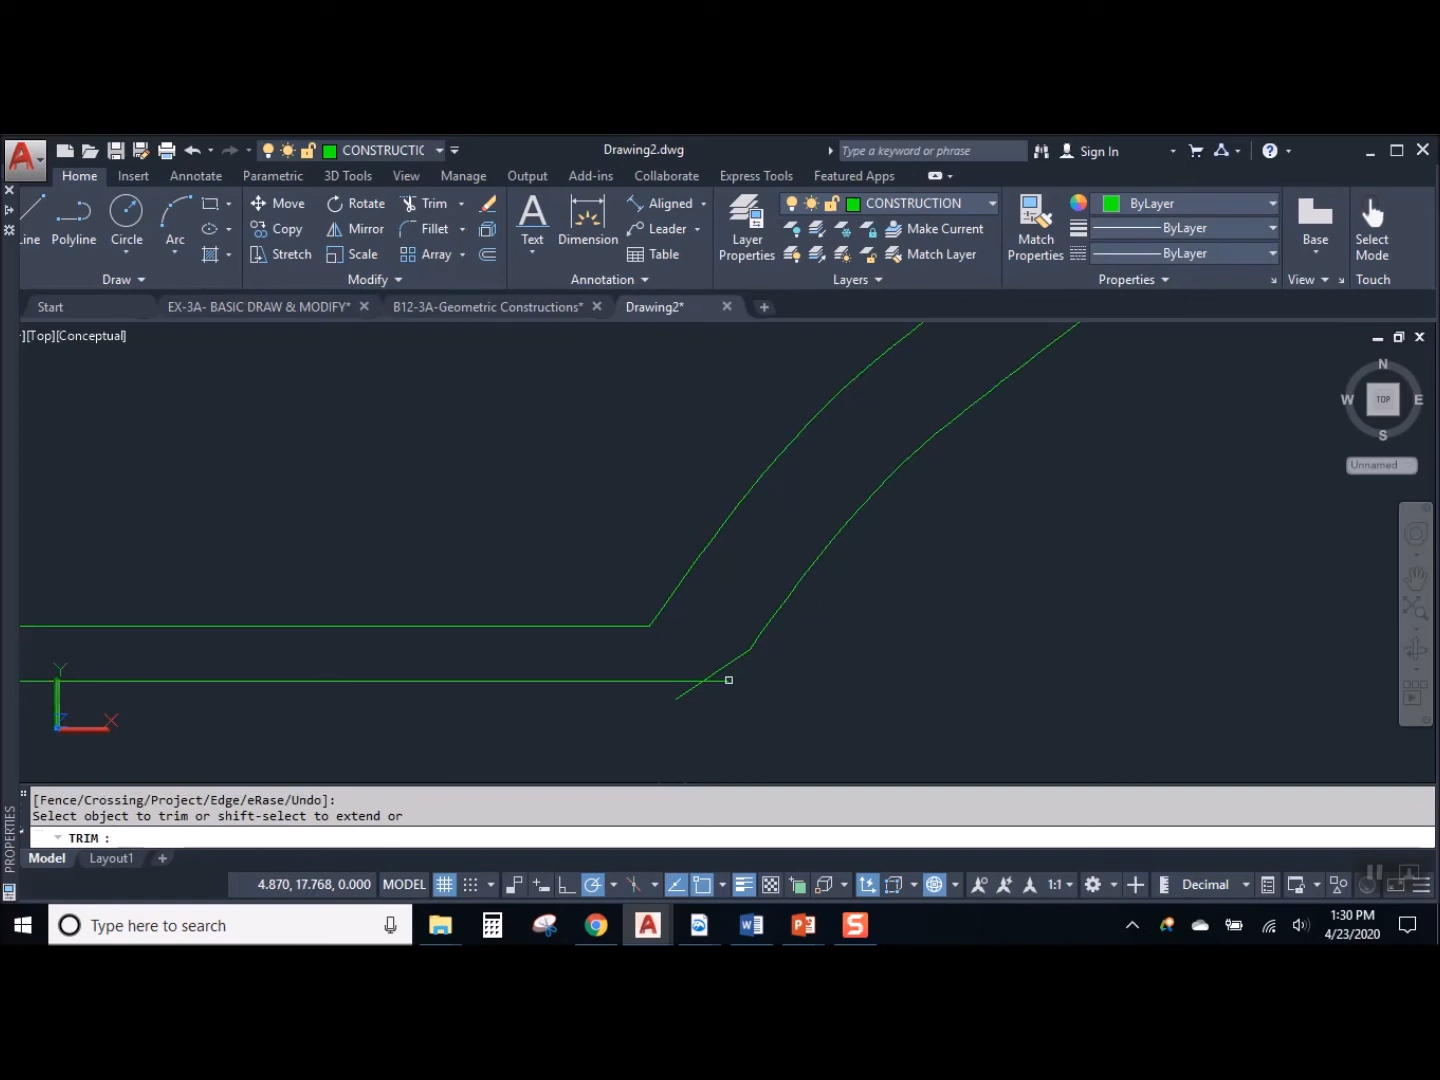 CONSTRUCTIC
Drawing2.dwg
Type a keyword or phrase
Sign In
Home Insert Annotate Parametric 3D Tools View Manage Output Add-ins Collaborate Express Tools Featured Apps
Move Rotate Trim Aligned CONSTRUCTION ByLayer
Line Polyline Circle Arc Copy Mirror Fillet Text Dimension Leader Layer Properties Make Current Match Properties ByLayer Base Select Mode
Stretch Scale Array Table Match Layer ByLayer
Draw Modify Annotation Layers Properties View Touch
Start EX-3A- BASIC DRAW & MODIFY* B12-3A-Geometric Constructions* Drawing2*
][Top][Conceptual]
N
W TOP E
S
Unnamed
Y
X
Z
[Fence/Crossing/Project/Edge/eRase/Undo]:
Select object to trim or shift-select to extend or
TRIM :
PROPERTIES
Model Layout1
4.870, 17.768, 0.000 MODEL 1:1 Decimal
Type here to search
1:30 PM
4/23/2020